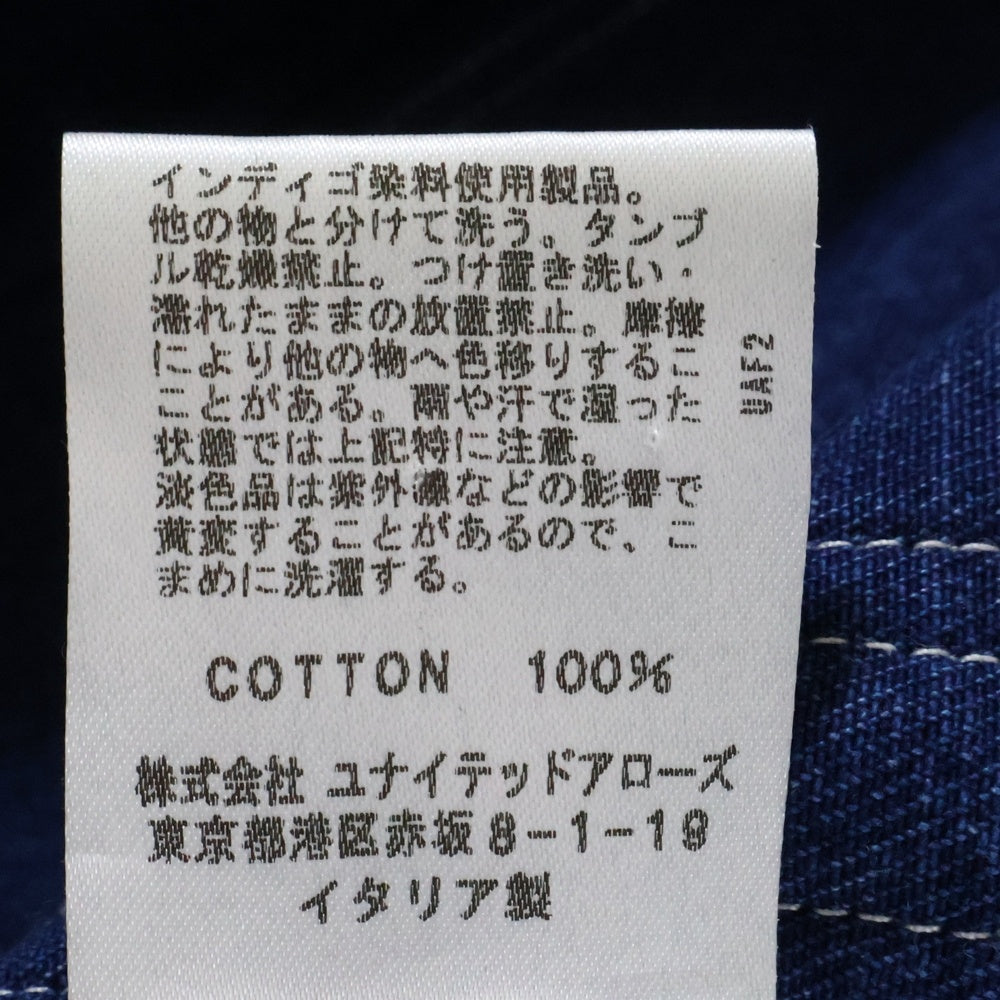 インディゴ染料使用製品。
他の物と分けて洗う。タンブ
ル乾燥禁止。つけ置き洗い・
濡れたままの放置禁止。摩擦
により他の物へ色移りするこ
ことがある。雨や汗で湿った
状態では上記特に注意。
淡色品は紫外線などの影響で
黄変することがあるので、こ
まめに洗濯する。
UAF2
COTTON 100%
株式会社 ユナイテッドアローズ
東京都港区赤坂8-1-19
イタリア製